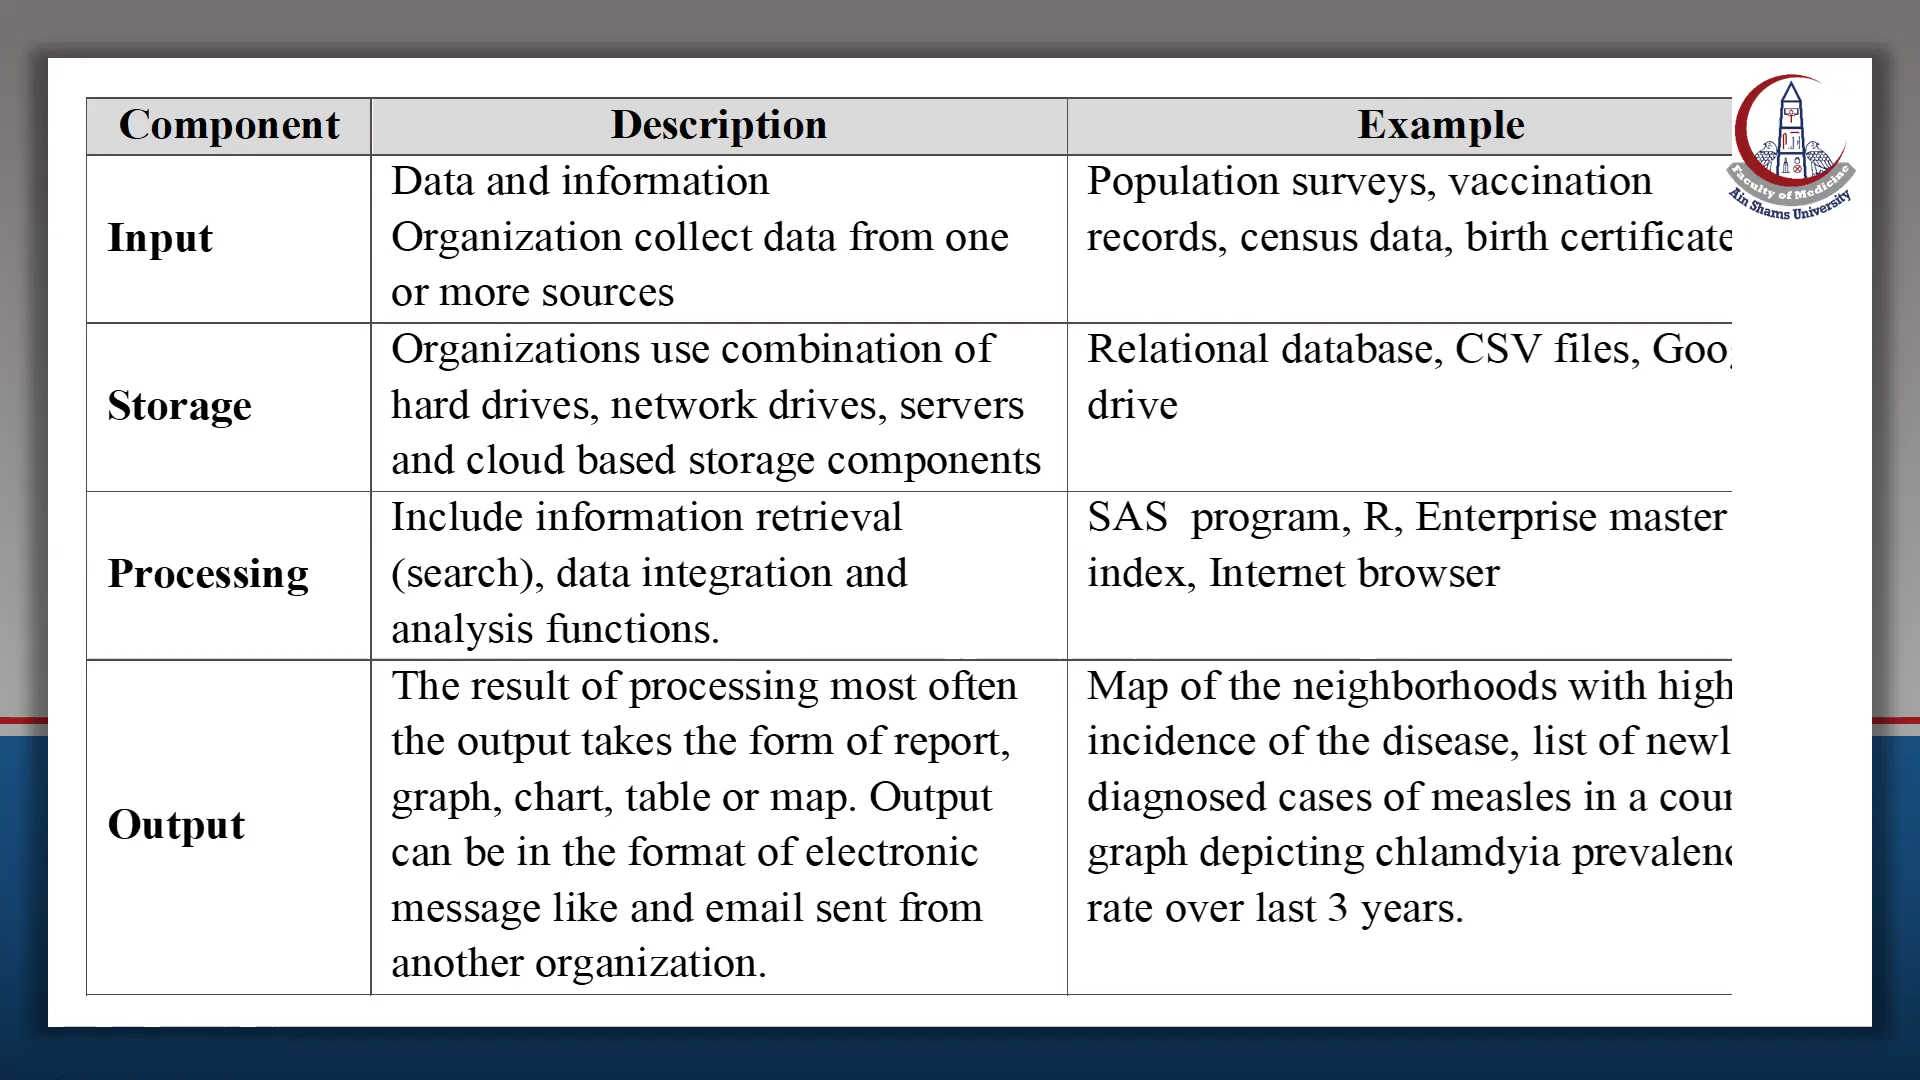 Component Description Example
Input
Data and information
Organization collect data from one
or more sources
Population surveys, vaccination
records, census data, birth certificate
Storage
Organizations use combination of
hard drives, network drives, servers
and cloud based storage components
Relational database, CSV files,
drive
Processing
Include information retrieval
(search), data integration and
analysis functions.
SAS program, R, Enterprise master
index, Internet browser
Output
The result of processing most often
the output takes the form of report,
graph, chart, table or map. Output
can be in the format of electronic
message like and email sent from
another organization.
Map of the neighborhoods with high
incidence of the disease, list of
diagnosed cases of measles in a
graph depicting chlamdyia
rate over last 3 years.
Faculty of Medicine
Ain Shams University